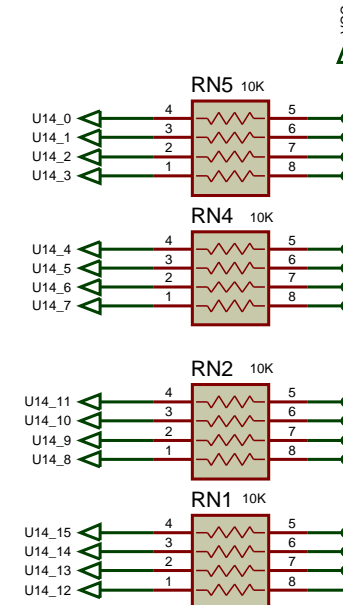 RN5 10K
U14_0 4 5
U14_1 3 6
U14_2 2 7
U14_3 1 8
RN4 10K
U14_4 4 5
U14_5 3 6
U14_6 2 7
U14_7 1 8
RN2 10K
U14_11 4 5
U14_10 3 6
U14_9 2 7
U14_8 1 8
RN1 10K
U14_15 4 5
U14_14 3 6
U14_13 2 7
U14_12 1 8